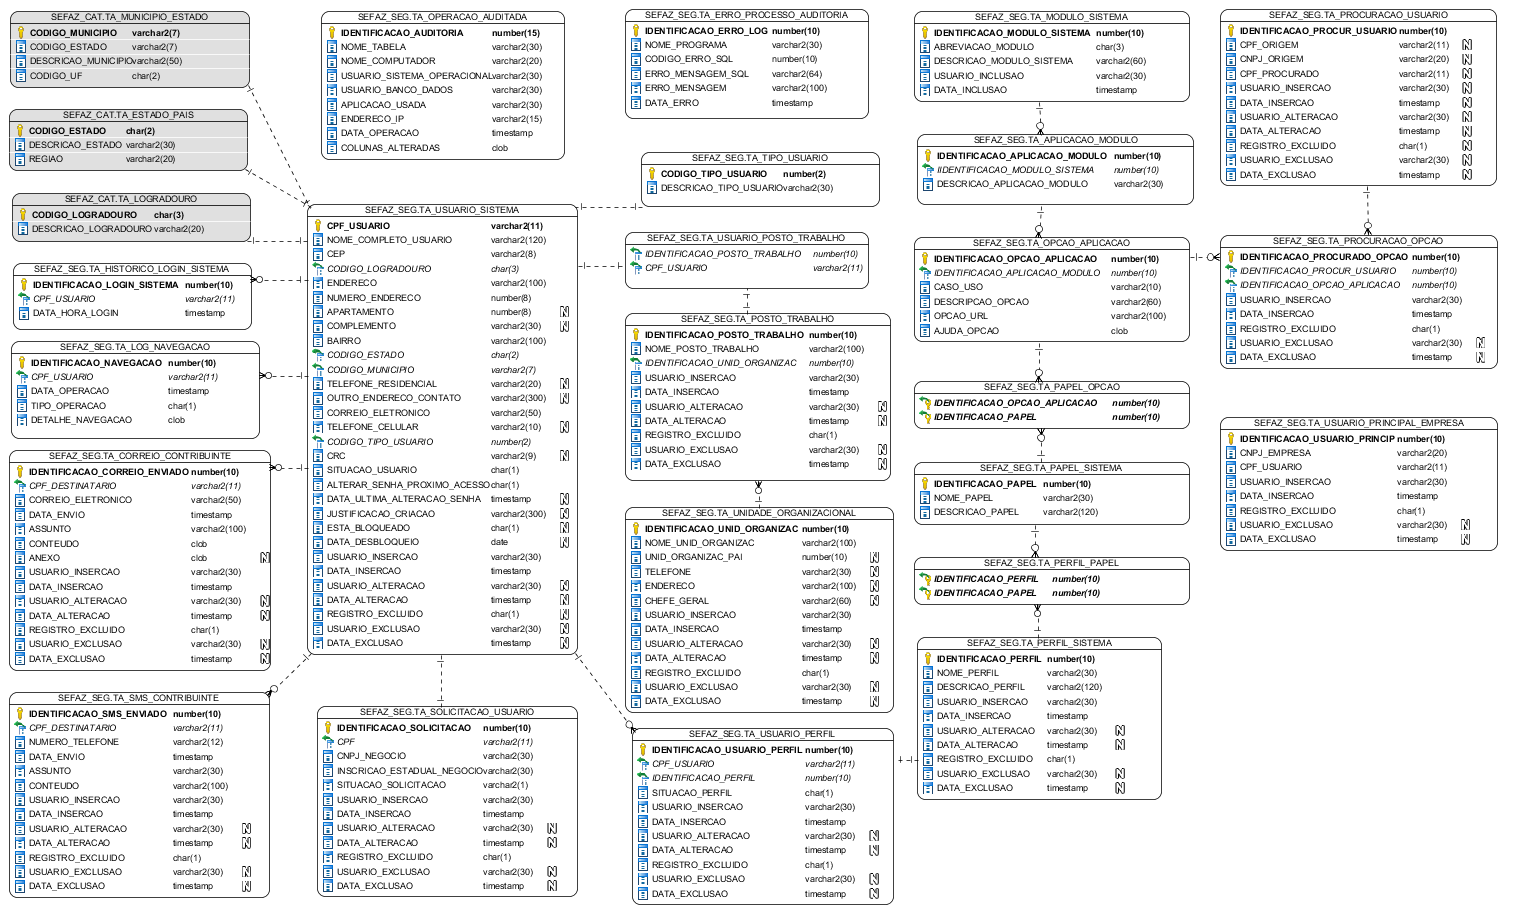 SEFAZ_CAT.TA_MUNICIPIO_ESTADO
CODIGO_MUNICIPIO varchar2(7)
CODIGO_ESTADO varchar2(7)
DESCRICAO_MUNICIPIO varchar2(50)
CODIGO_UF char(2)
SEFAZ_CAT.TA_ESTADO_PAIS
CODIGO_ESTADO char(2)
DESCRICAO_ESTADO varchar2(30)
REGIAO varchar2(20)
SEFAZ_CAT.TA_LOGRADOURO
CODIGO_LOGRADOURO char(3)
DESCRICAO_LOGRADOURO varchar2(20)
SEFAZ_SEG.TA_HISTORICO_LOGIN_SISTEMA
IDENTIFICACAO_LOGIN_SISTEMA number(10)
CPF_USUARIO varchar2(11)
DATA_HORA_LOGIN timestamp
SEFAZ_SEG.TA_LOG_NAVEGACAO
IDENTIFICACAO_NAVEGACAO number(10)
CPF_USUARIO varchar2(11)
DATA_OPERACAO timestamp
TIPO_OPERACAO char(1)
DETALHE_NAVEGACAO clob
SEFAZ_SEG.TA_CORREIO_CONTRIBUINTE
IDENTIFICACAO_CORREIO_ENVIADO number(10)
CPF_DESTINATARIO varchar2(11)
CORREIO_ELETRONICO varchar2(50)
DATA_ENVIO timestamp
ASSUNTO varchar2(100)
CONTEUDO clob
ANEXO clob N
USUARIO_INSERCAO varchar2(30)
DATA_INSERCAO timestamp
USUARIO_ALTERACAO varchar2(30) N
DATA_ALTERACAO timestamp N
REGISTRO_EXCLUIDO char(1)
USUARIO_EXCLUSAO varchar2(30) N
DATA_EXCLUSAO timestamp N
SEFAZ_SEG.TA_SMS_CONTRIBUINTE
IDENTIFICACAO_SMS_ENVIADO number(10)
CPF_DESTINATARIO varchar2(11)
NUMERO_TELEFONE varchar2(12)
DATA_ENVIO timestamp
ASSUNTO varchar2(30)
CONTEUDO varchar2(100)
USUARIO_INSERCAO varchar2(30)
DATA_INSERCAO timestamp
USUARIO_ALTERACAO varchar2(30) N
DATA_ALTERACAO timestamp N
REGISTRO_EXCLUIDO char(1)
USUARIO_EXCLUSAO varchar2(30) N
DATA_EXCLUSAO timestamp N
SEFAZ_SEG.TA_OPERACAO_AUDITADA
IDENTIFICACAO_AUDITORIA number(15)
NOME_TABELA varchar2(30)
NOME_COMPUTADOR varchar2(20)
USUARIO_SISTEMA_OPERACIONAL varchar2(30)
USUARIO_BANCO_DADOS varchar2(30)
APLICACAO_USADA varchar2(30)
ENDERECO_IP varchar2(15)
DATA_OPERACAO timestamp
COLUNAS_ALTERADAS clob
SEFAZ_SEG.TA_USUARIO_SISTEMA
CPF_USUARIO varchar2(11)
NOME_COMPLETO_USUARIO varchar2(120)
CEP varchar2(8)
CODIGO_LOGRADOURO char(3)
ENDERECO varchar2(100)
NUMERO_ENDERECO number(8)
APARTAMENTO number(8) N
COMPLEMENTO varchar2(30) N
BAIRRO varchar2(100)
CODIGO_ESTADO char(2)
CODIGO_MUNICIPIO varchar2(7)
TELEFONE_RESIDENCIAL varchar2(20) N
OUTRO_ENDERECO_CONTATO varchar2(300) N
CORREIO_ELETRONICO varchar2(50)
TELEFONE_CELULAR varchar2(10) N
CODIGO_TIPO_USUARIO number(2)
CRC varchar2(9) N
SITUACAO_USUARIO char(1)
ALTERAR_SENHA_PROXIMO_ACESSO char(1)
DATA_ULTIMA_ALTERACAO_SENHA timestamp N
JUSTIFICACAO_CRIACAO varchar2(300) N
ESTA_BLOQUEADO char(1) N
DATA_DESBLOQUEIO date N
USUARIO_INSERCAO varchar2(30)
DATA_INSERCAO timestamp
USUARIO_ALTERACAO varchar2(30) N
DATA_ALTERACAO timestamp N
REGISTRO_EXCLUIDO char(1) N
USUARIO_EXCLUSAO varchar2(30) N
DATA_EXCLUSAO timestamp N
SEFAZ_SEG.TA_SOLICITACAO_USUARIO
IDENTIFICACAO_SOLICITACAO number(10)
CPF varchar2(11)
CNPJ_NEGOCIO varchar2(30)
INSCRICAO_ESTADUAL_NEGOCIO varchar2(30)
SITUACAO_SOLICITACAO varchar2(1)
USUARIO_INSERCAO varchar2(30)
DATA_INSERCAO timestamp
USUARIO_ALTERACAO varchar2(30) N
DATA_ALTERACAO timestamp N
REGISTRO_EXCLUIDO char(1)
USUARIO_EXCLUSAO varchar2(30) N
DATA_EXCLUSAO timestamp N
SEFAZ_SEG.TA_ERRO_PROCESSO_AUDITORIA
IDENTIFICACAO_ERRO_LOG number(10)
NOME_PROGRAMA varchar2(30)
CODIGO_ERRO_SQL number(10)
ERRO_MENSAGEM_SQL varchar2(64)
ERRO_MENSAGEM varchar2(100)
DATA_ERRO timestamp
SEFAZ_SEG.TA_TIPO_USUARIO
CODIGO_TIPO_USUARIO number(2)
DESCRICAO_TIPO_USUARIO varchar2(30)
SEFAZ_SEG.TA_USUARIO_POSTO_TRABALHO
IDENTIFICACAO_POSTO_TRABALHO number(10)
CPF_USUARIO varchar2(11)
SEFAZ_SEG.TA_POSTO_TRABALHO
IDENTIFICACAO_POSTO_TRABALHO number(10)
NOME_POSTO_TRABALHO varchar2(100)
IDENTIFICACAO_UNID_ORGANIZAC number(10)
USUARIO_INSERCAO varchar2(30)
DATA_INSERCAO timestamp
USUARIO_ALTERACAO varchar2(30) N
DATA_ALTERACAO timestamp N
REGISTRO_EXCLUIDO char(1)
USUARIO_EXCLUSAO varchar2(30) N
DATA_EXCLUSAO timestamp N
SEFAZ_SEG.TA_UNIDADE_ORGANIZACIONAL
IDENTIFICACAO_UNID_ORGANIZAC number(10)
NOME_UNID_ORGANIZAC varchar2(100)
UNID_ORGANIZAC_PAI number(10) N
TELEFONE varchar2(30) N
ENDERECO varchar2(100) N
CHEFE_GERAL varchar2(60) N
USUARIO_INSERCAO varchar2(30)
DATA_INSERCAO timestamp
USUARIO_ALTERACAO varchar2(30) N
DATA_ALTERACAO timestamp N
REGISTRO_EXCLUIDO char(1)
USUARIO_EXCLUSAO varchar2(30) N
DATA_EXCLUSAO timestamp N
SEFAZ_SEG.TA_USUARIO_PERFIL
IDENTIFICACAO_USUARIO_PERFIL number(10)
CPF_USUARIO varchar2(11)
IDENTIFICACAO_PERFIL number(10)
SITUACAO_PERFIL char(1)
USUARIO_INSERCAO varchar2(30)
DATA_INSERCAO timestamp
USUARIO_ALTERACAO varchar2(30) N
DATA_ALTERACAO timestamp N
REGISTRO_EXCLUIDO char(1)
USUARIO_EXCLUSAO varchar2(30) N
DATA_EXCLUSAO timestamp N
SEFAZ_SEG.TA_MODULO_SISTEMA
IDENTIFICACAO_MODULO_SISTEMA number(10)
ABREVIACAO_MODULO char(3)
DESCRICAO_MODULO_SISTEMA varchar2(60)
USUARIO_INCLUSAO varchar2(30)
DATA_INCLUSAO timestamp
SEFAZ_SEG.TA_APLICACAO_MODULO
IDENTIFICACAO_APLICACAO_MODULO number(10)
IIDENTIFICACAO_MODULO_SISTEMA number(10)
DESCRICAO_APLICACAO_MODULO varchar2(30)
SEFAZ_SEG.TA_OPCAO_APLICACAO
IDENTIFICACAO_OPCAO_APLICACAO number(10)
IDENTIFICACAO_APLICACAO_MODULO number(10)
CASO_USO varchar2(10)
DESCRIPCAO_OPCAO varchar2(60)
OPCAO_URL varchar2(100)
AJUDA_OPCAO clob
SEFAZ_SEG.TA_PAPEL_OPCAO
IDENTIFICACAO_OPCAO_APLICACAO number(10)
IDENTIFICACAO_PAPEL number(10)
SEFAZ_SEG.TA_PAPEL_SISTEMA
IDENTIFICACAO_PAPEL number(10)
NOME_PAPEL varchar2(30)
DESCRICAO_PAPEL varchar2(120)
SEFAZ_SEG.TA_PERFIL_PAPEL
IDENTIFICACAO_PERFIL number(10)
IDENTIFICACAO_PAPEL number(10)
SEFAZ_SEG.TA_PERFIL_SISTEMA
IDENTIFICACAO_PERFIL number(10)
NOME_PERFIL varchar2(30)
DESCRICAO_PERFIL varchar2(120)
USUARIO_INSERCAO varchar2(30)
DATA_INSERCAO timestamp
USUARIO_ALTERACAO varchar2(30) N
DATA_ALTERACAO timestamp N
REGISTRO_EXCLUIDO char(1)
USUARIO_EXCLUSAO varchar2(30) N
DATA_EXCLUSAO timestamp N
SEFAZ_SEG.TA_PROCURACAO_USUARIO
IDENTIFICACAO_PROCUR_USUARIO number(10)
CPF_ORIGEM varchar2(11) N
CNPJ_ORIGEM varchar2(20) N
CPF_PROCURADO varchar2(11) N
USUARIO_INSERCAO varchar2(30) N
DATA_INSERCAO timestamp N
USUARIO_ALTERACAO varchar2(30) N
DATA_ALTERACAO timestamp N
REGISTRO_EXCLUIDO char(1) N
USUARIO_EXCLUSAO varchar2(30) N
DATA_EXCLUSAO timestamp N
SEFAZ_SEG.TA_PROCURACAO_OPCAO
IDENTIFICACAO_PROCURADO_OPCAO number(10)
IDENTIFICACAO_PROCUR_USUARIO number(10)
IDENTIFICACAO_OPCAO_APLICACAO number(10)
USUARIO_INSERCAO varchar2(30)
DATA_INSERCAO timestamp
REGISTRO_EXCLUIDO char(1)
USUARIO_EXCLUSAO varchar2(30) N
DATA_EXCLUSAO timestamp N
SEFAZ_SEG.TA_USUARIO_PRINCIPAL_EMPRESA
IDENTIFICACAO_USUARIO_PRINCIP number(10)
CNPJ_EMPRESA varchar2(20)
CPF_USUARIO varchar2(11)
USUARIO_INSERCAO varchar2(30)
DATA_INSERCAO timestamp
REGISTRO_EXCLUIDO char(1)
USUARIO_EXCLUSAO varchar2(30) N
DATA_EXCLUSAO timestamp N